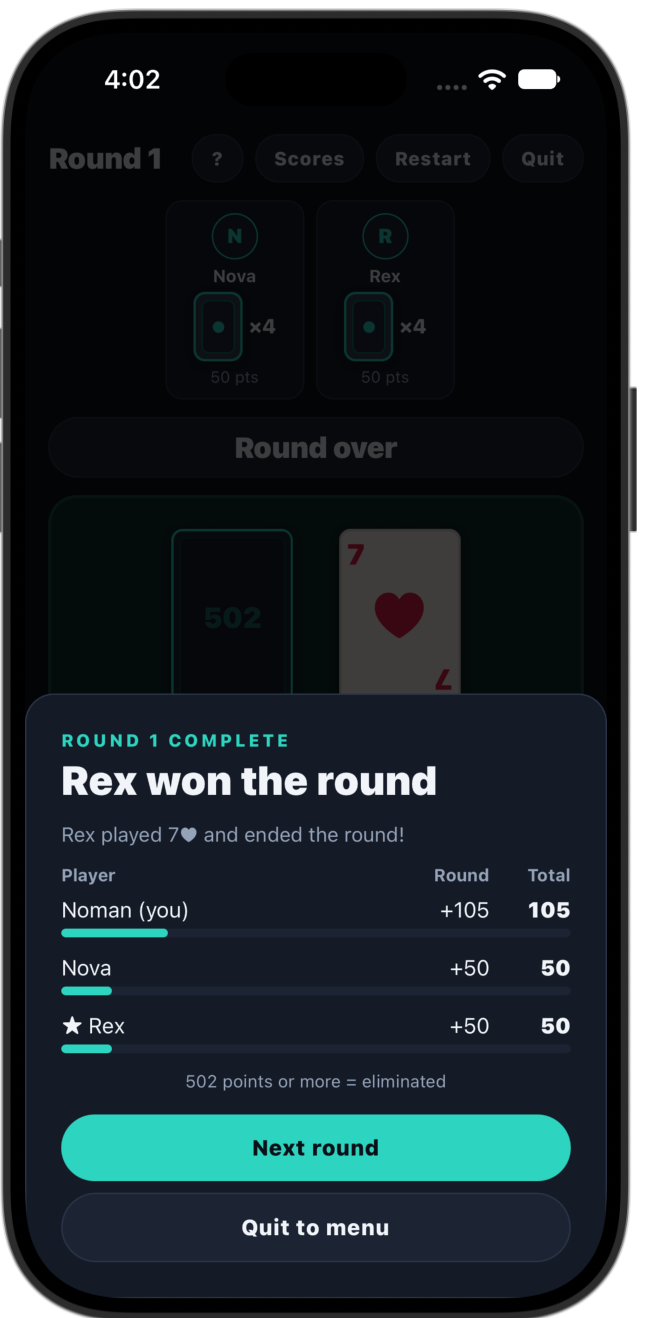 4:02
Round 1 ? Scores Restart Quit
N R
Nova Rex
×4 ×4
50 pts 50 pts
Round over
502 7
7
ROUND 1 COMPLETE
Rex won the round
Rex played 7♥ and ended the round!
Player Round Total
Noman (you) +105 105
Nova +50 50
★ Rex +50 50
502 points or more = eliminated
Next round
Quit to menu